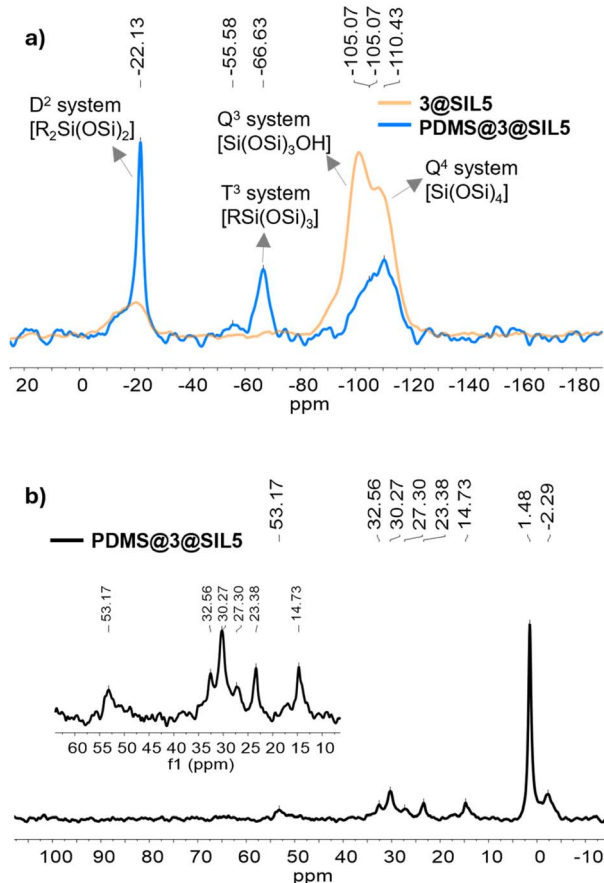 a)
-22.13
-55.58
-66.63
-105.07
-105.07
-110.43
D² system
[R₂Si(OSi)₂]
Q³ system
[Si(OSi)₃OH]
T³ system
[RSi(OSi)₃]
3@SIL5
PDMS@3@SIL5
Q⁴ system
[Si(OSi)₄]
20 0 -20 -40 -60 -80 -100 -120 -140 -160 -180
ppm
b)
53.17
32.56
30.27
27.30
23.38
14.73
1.48
-2.29
PDMS@3@SIL5
53.17
32.56
30.27
27.30
23.38
14.73
60 55 50 45 40 35 30 25 20 15 10
f1 (ppm)
100 90 80 70 60 50 40 30 20 10 0 -10
ppm